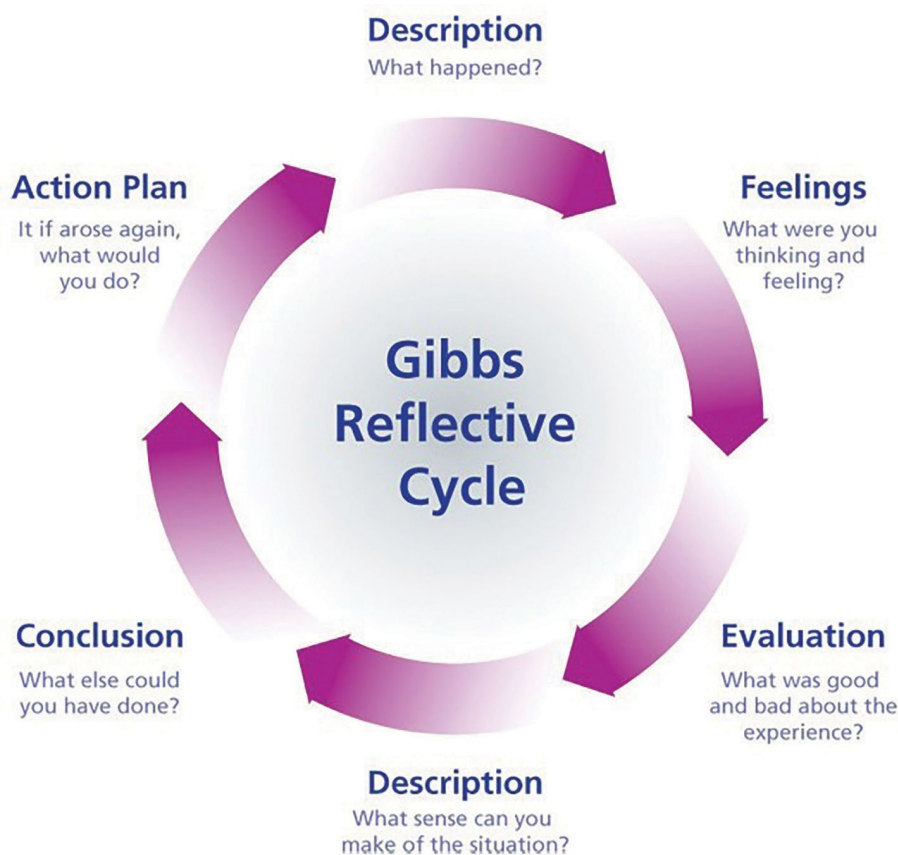 Description
What happened?
Feelings
What were you
thinking and
feeling?
Evaluation
What was good
and bad about the
experience?
Description
What sense can you
make of the situation?
Conclusion
What else could
you have done?
Action Plan
It if arose again,
what would
you do?
Gibbs
Reflective
Cycle